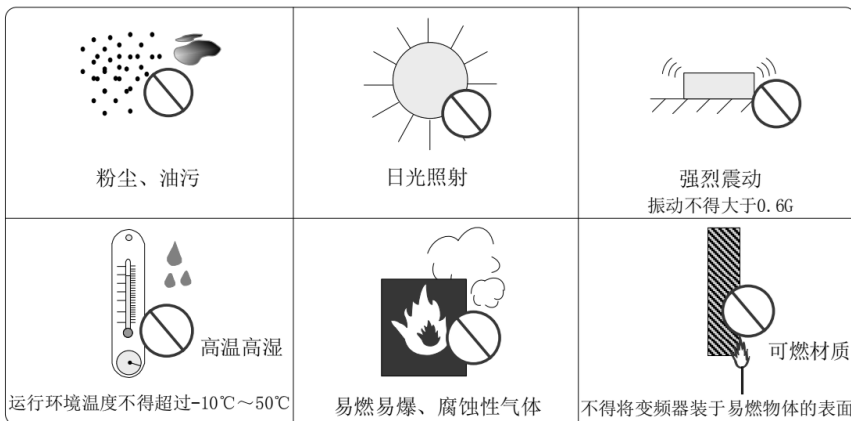 粉尘、油污
日光照射
强烈震动
振动不得大于0.6G
高温高湿
运行环境温度不得超过-10℃～50℃
易燃易爆、腐蚀性气体
可燃材质
不得将变频器装于易燃物体的表面